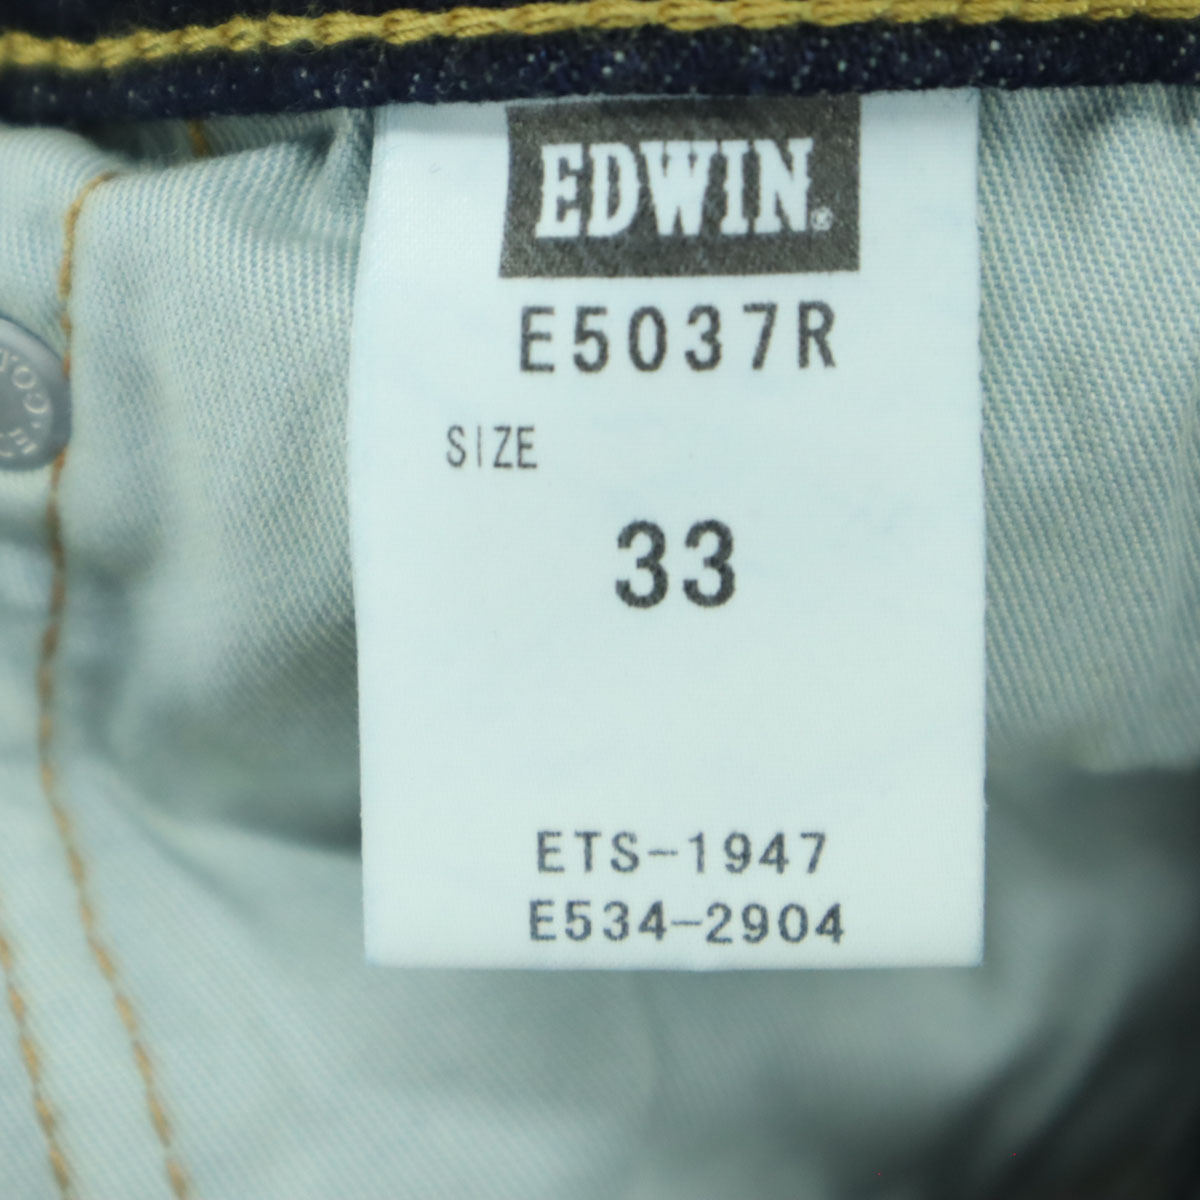 EDWIN®
E5037R
SIZE
33
ETS-1947
E534-2904